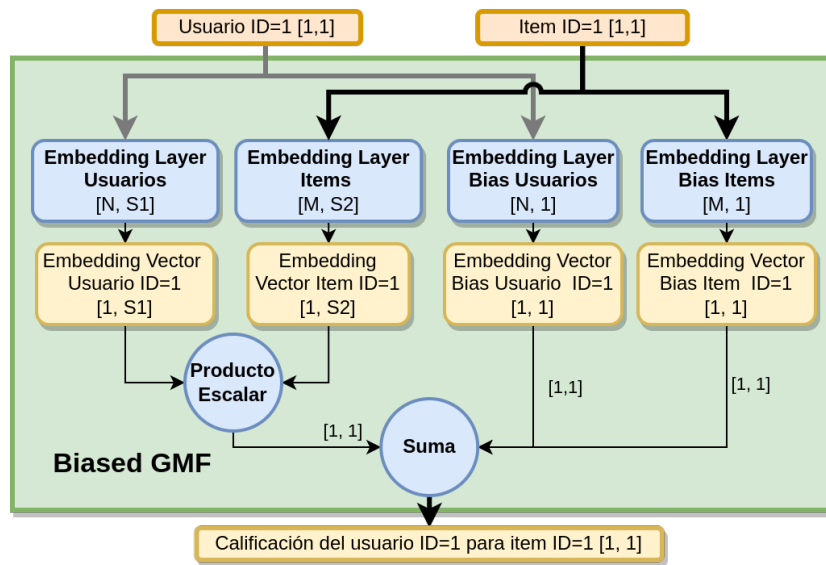 Usuario ID=1 [1,1]
Item ID=1 [1,1]
Embedding Layer
Usuarios
[N, S1]
Embedding Layer
Items
[M, S2]
Embedding Layer
Bias Usuarios
[N, 1]
Embedding Layer
Bias Items
[M, 1]
Embedding Vector
Usuario ID=1
[1, S1]
Embedding
Vector Item ID=1
[1, S2]
Embedding Vector
Bias Usuario  ID=1
[1, 1]
Embedding Vector
Bias Item  ID=1
[1, 1]
Producto
Escalar
[1,1]
[1, 1]
[1, 1]
Suma
Biased GMF
Calificación del usuario ID=1 para item ID=1 [1, 1]